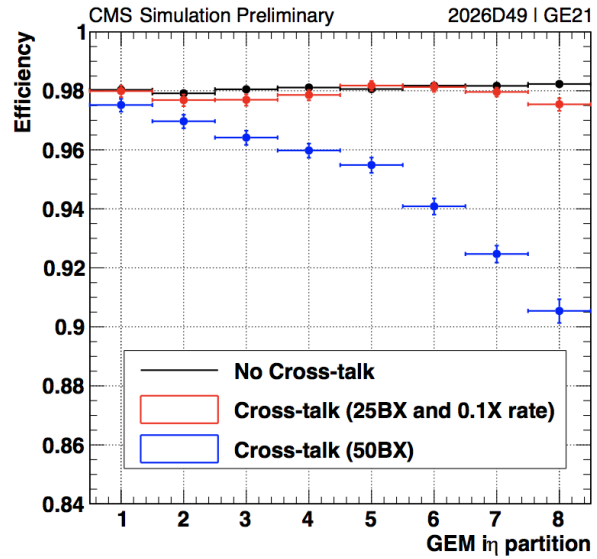 CMS Simulation Preliminary 2026D49 | GE21
Efficiency
1
0.98
0.96
0.94
0.92
0.9
0.88
0.86
0.84
No Cross-talk
Cross-talk (25BX and 0.1X rate)
Cross-talk (50BX)
1 2 3 4 5 6 7 8
GEM iη partition